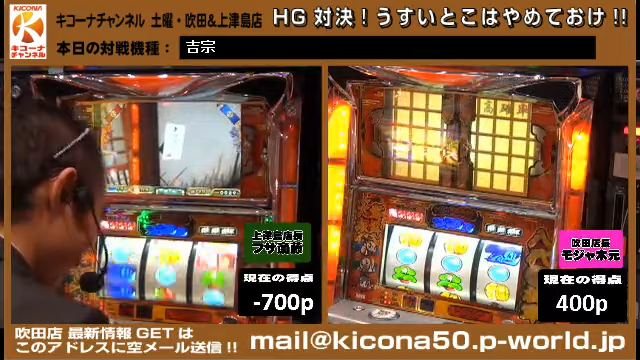 KICONA
キコーナ
チャンネル
キコーナチャンネル 土曜・吹田&上津島店
HG対決!うすいとこはやめておけ!!
本日の対戦機種:
吉宗
上津島店長
現在の得点
-700p
吹田店長
モジャ木元
現在の得点
400p
吹田店 最新情報GETは
このアドレスに空メール送信!!
mail@kicona50.p-world.jp